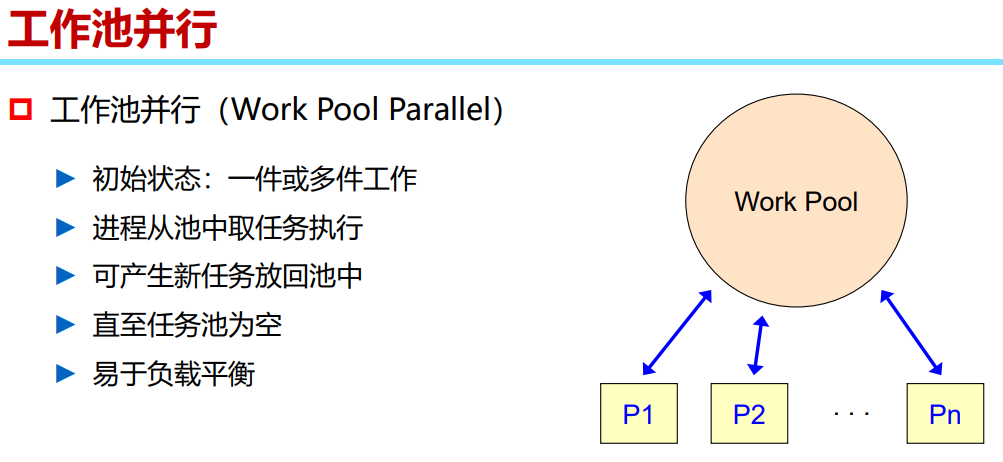 工作池并行
工作池并行（Work Pool Parallel）
初始状态：一件或多件工作
进程从池中取任务执行
可产生新任务放回池中
直至任务池为空
易于负载平衡
Work Pool
P1 P2 · · · Pn